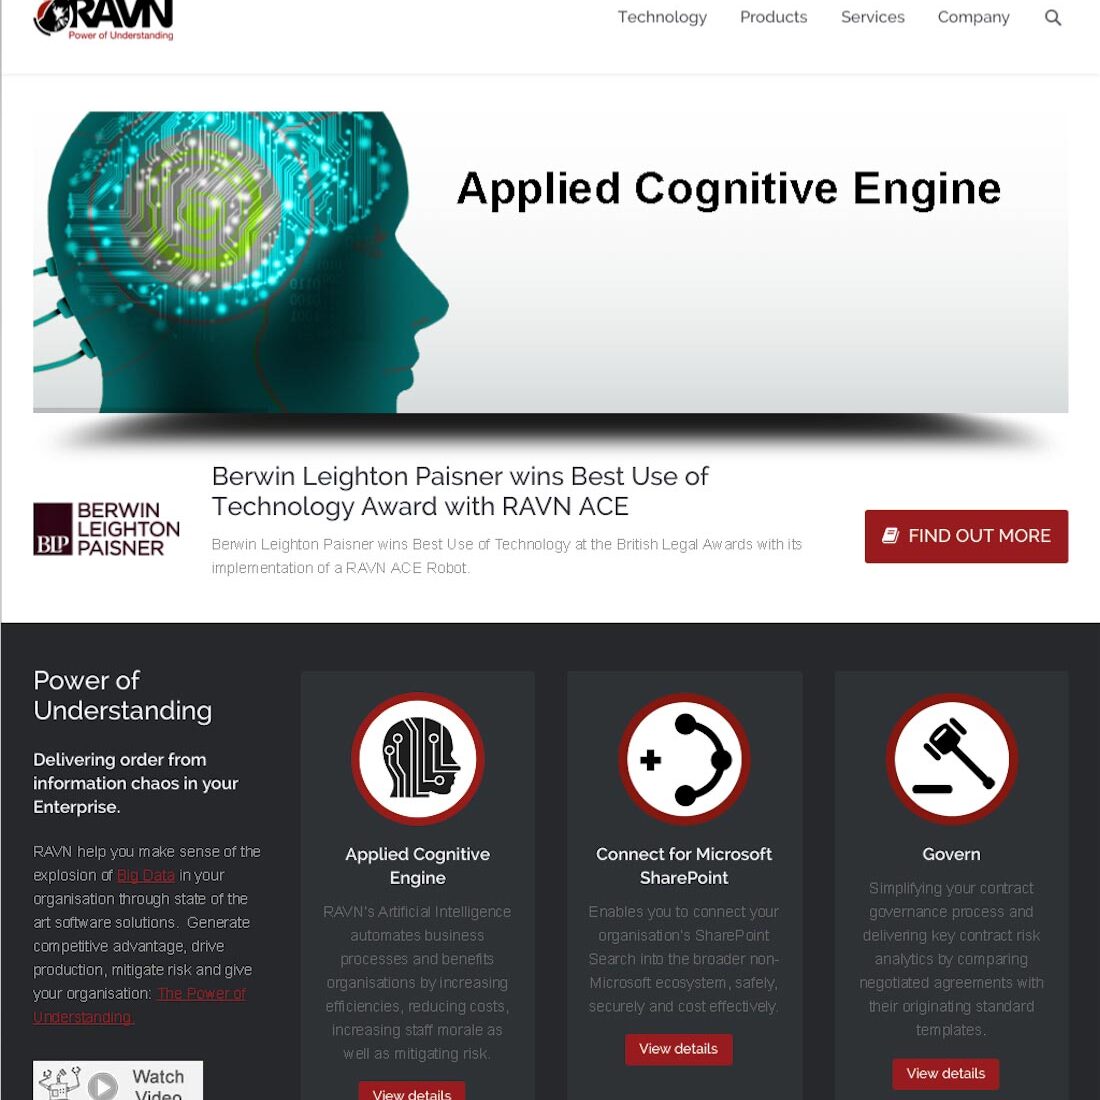 RAVN
Power of Understanding
Technology Products Services Company
Applied Cognitive Engine
BERWIN
LEIGHTON
PAISNER
BLP
Berwin Leighton Paisner wins Best Use of
Technology Award with RAVN ACE
Berwin Leighton Paisner wins Best Use of Technology at the British Legal Awards with its
implementation of a RAVN ACE Robot.
FIND OUT MORE
Power of
Understanding
Delivering order from
information chaos in your
Enterprise.
RAVN help you make sense of the
explosion of Big Data in your
organisation through state of the
art software solutions. Generate
competitive advantage, drive
production, mitigate risk and give
your organisation: The Power of
Understanding.
Watch
Video
Applied Cognitive
Engine
RAVN's Artificial Intelligence
automates business
processes and benefits
organisations by increasing
efficiencies, reducing costs,
increasing staff morale as
well as mitigating risk.
View details
Connect for Microsoft
SharePoint
Enables you to connect your
organisation's SharePoint
Search into the broader non-
Microsoft ecosystem, safely,
securely and cost effectively.
View details
Govern
Simplifying your contract
governance process and
delivering key contract risk
analytics by comparing
negotiated agreements with
their originating standard
templates.
View details